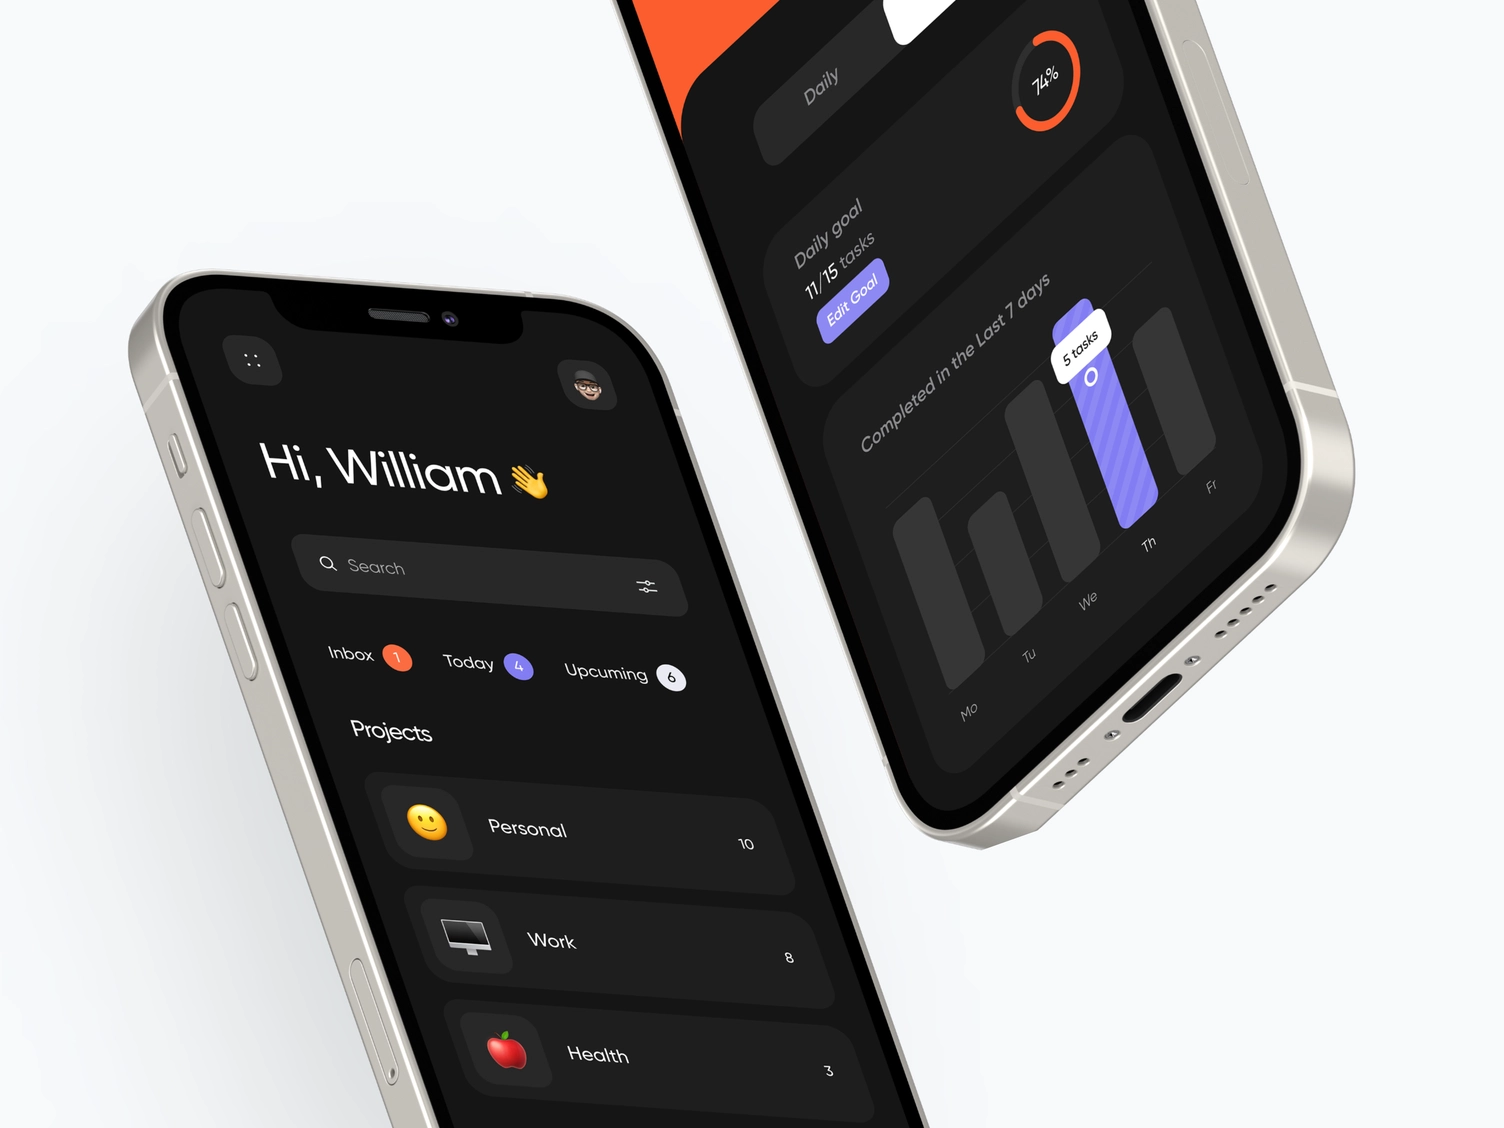 Hi, William 👋
Search
Inbox 1 Today 4 Upcuming 6
Projects
Personal 10
Work 8
Health 3
Daily
74%
Daily goal
11/15 tasks
Edit Goal
Completed in the Last 7 days
5 tasks
Mo Tu We Th Fr